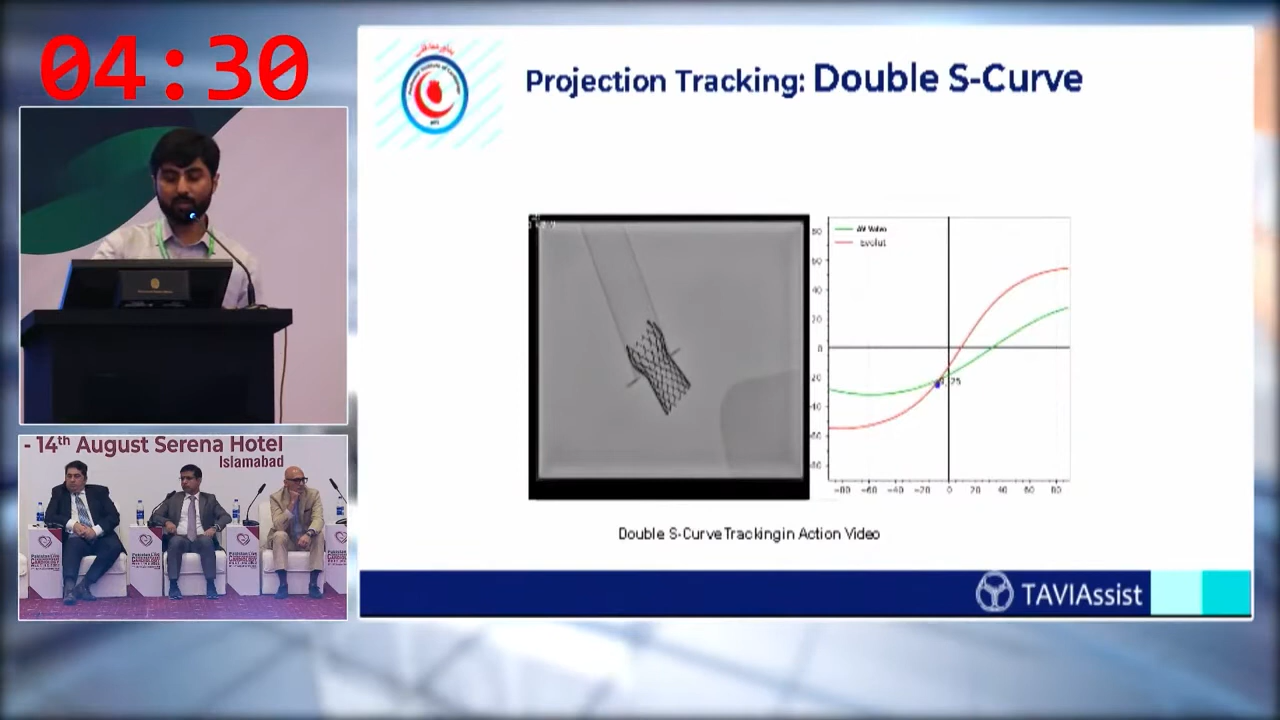 04:30
Projection Tracking: Double S-Curve
AV Valvo
Evolut
80
60
40
20
0
-20
-40
-60
-80
-80 -60 -40 -20 0 20 40 60 80
Double S-Curve Tracking in Action Video
TAVIAssist
- 14th August Serena Hotel
Islamabad